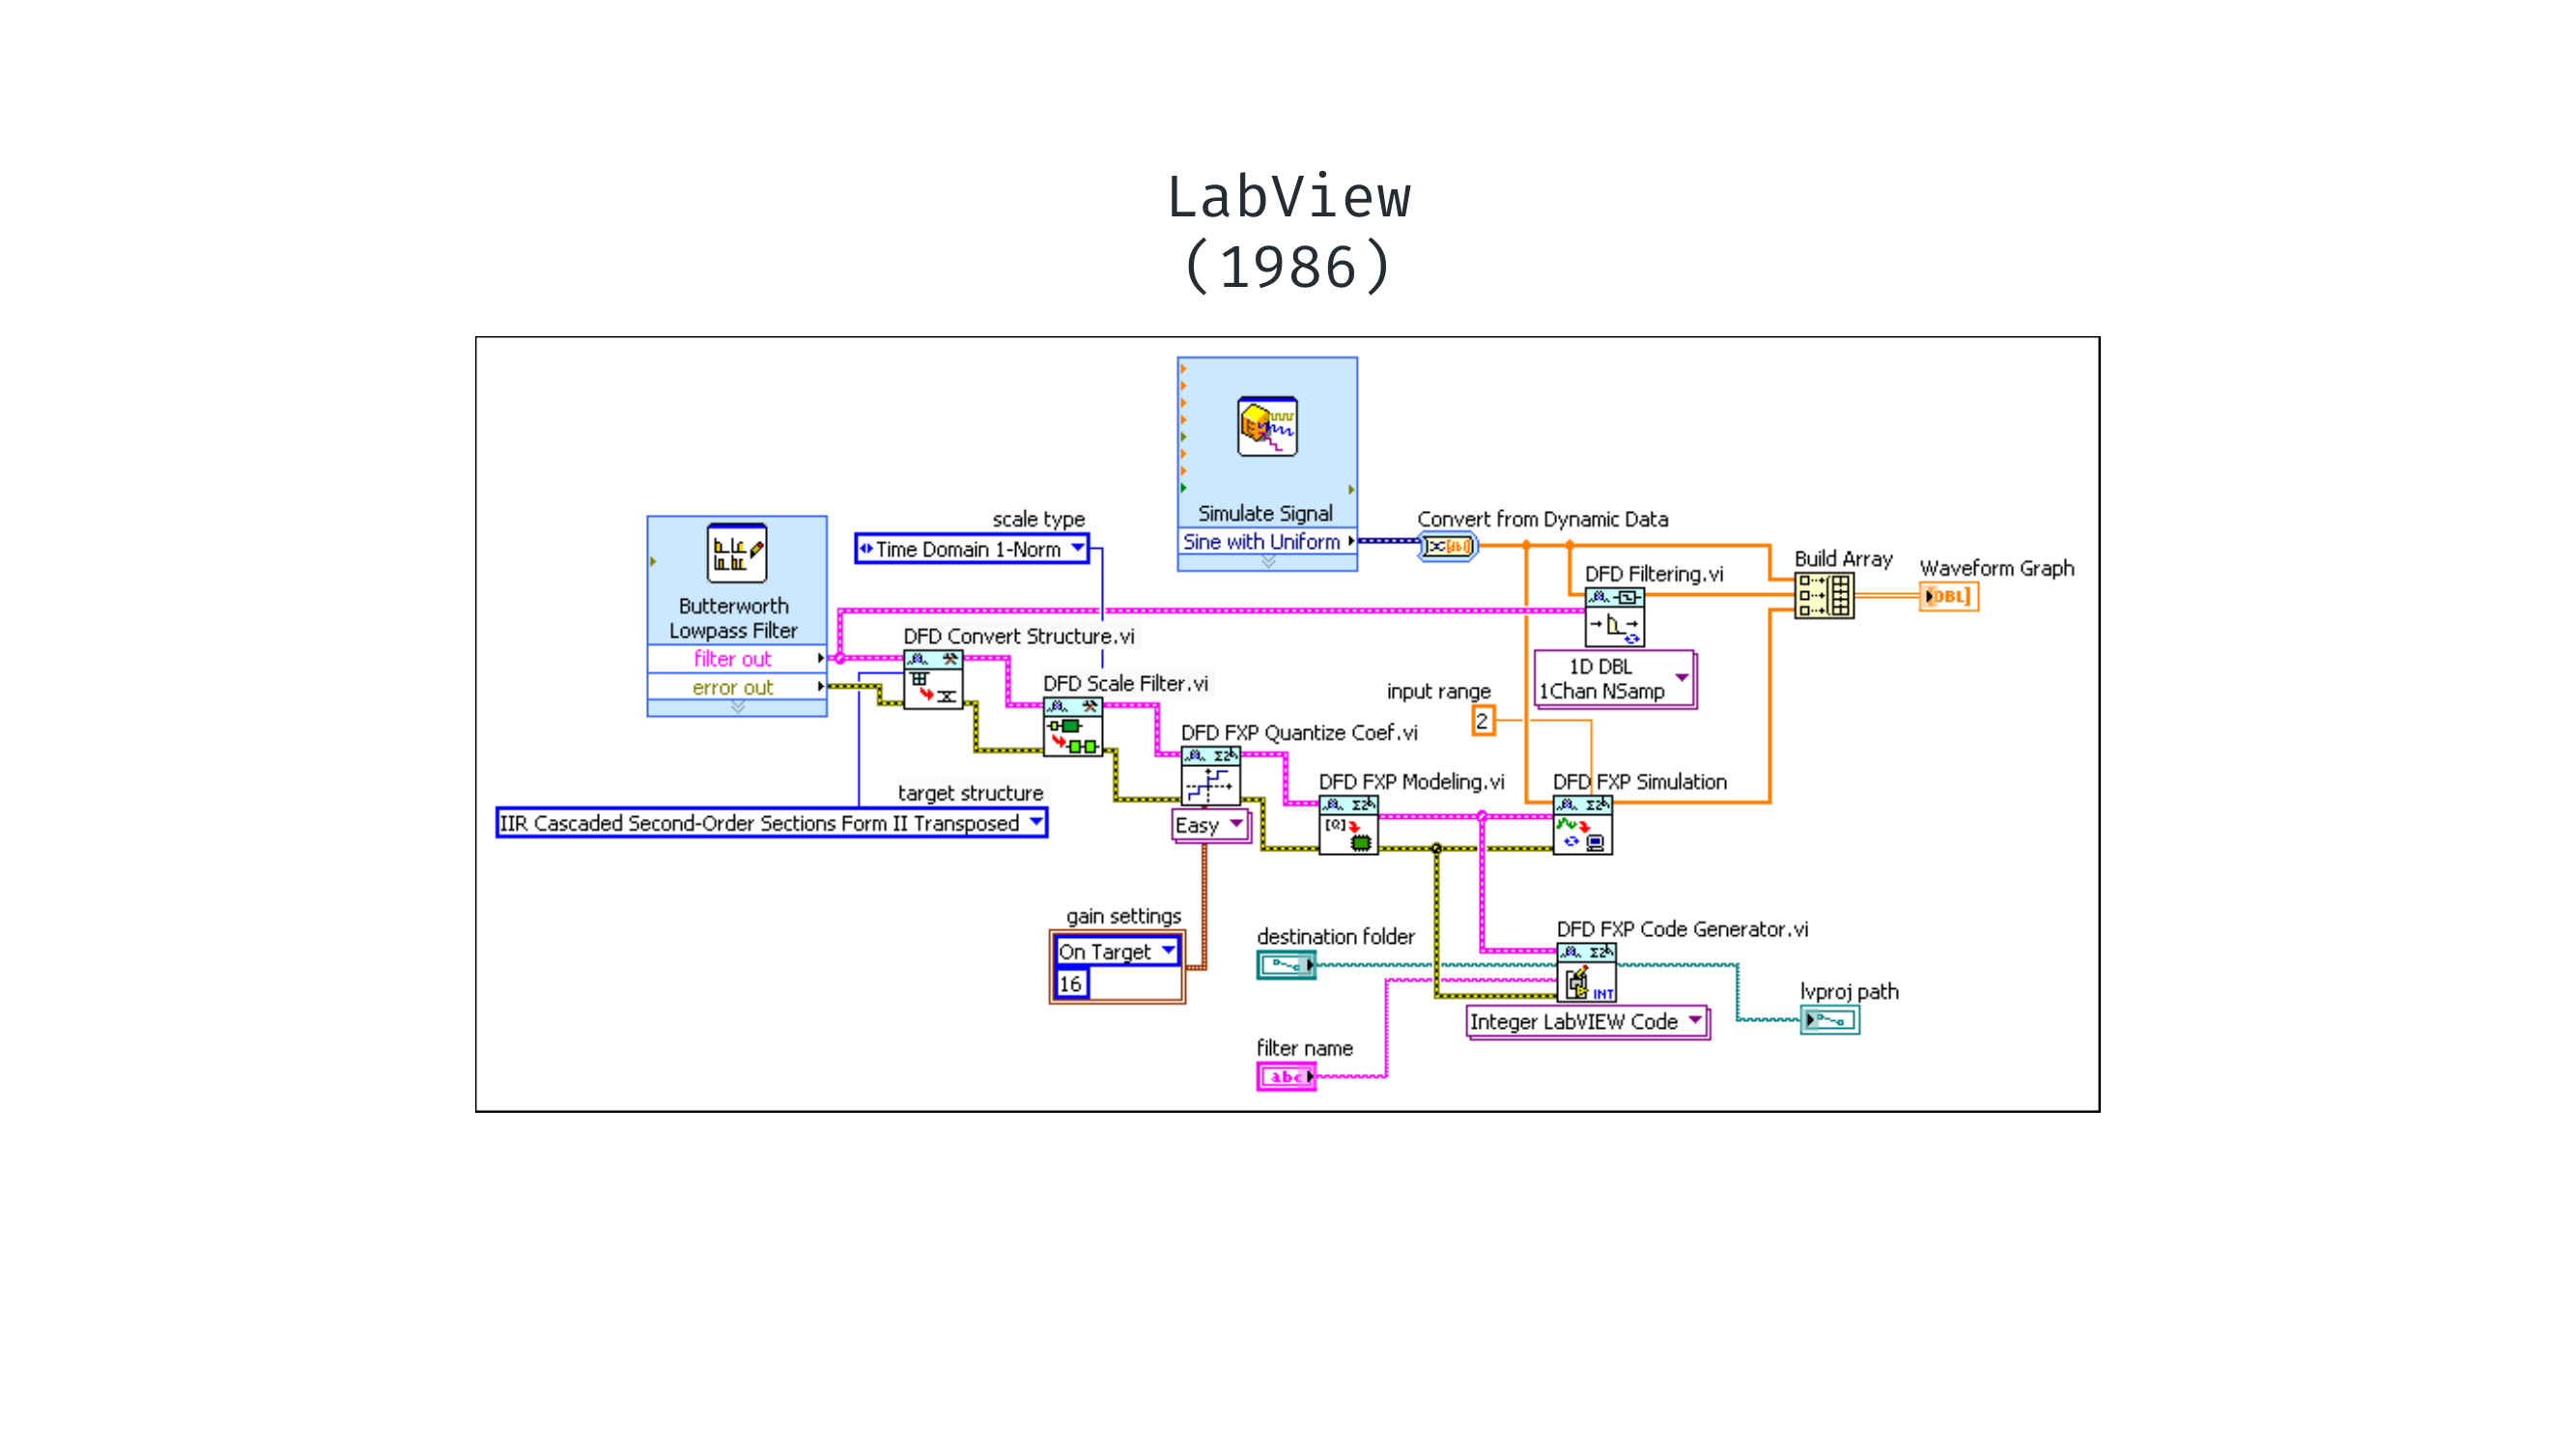 LabView
(1986)
Simulate Signal
Sine with Uniform
scale type
Time Domain 1-Norm
Convert from Dynamic Data
Build Array
Waveform Graph
DBL]
DFD Filtering.vi
Butterworth
Lowpass Filter
filter out
error out
DFD Convert Structure.vi
1D DBL
1Chan NSamp
DFD Scale Filter.vi
input range
2
DFD FXP Quantize Coef.vi
DFD FXP Modeling.vi
DFD FXP Simulation
target structure
IIR Cascaded Second-Order Sections Form II Transposed
Easy
gain settings
On Target
16
destination folder
DFD FXP Code Generator.vi
INT
Integer LabVIEW Code
lvproj path
filter name
abc